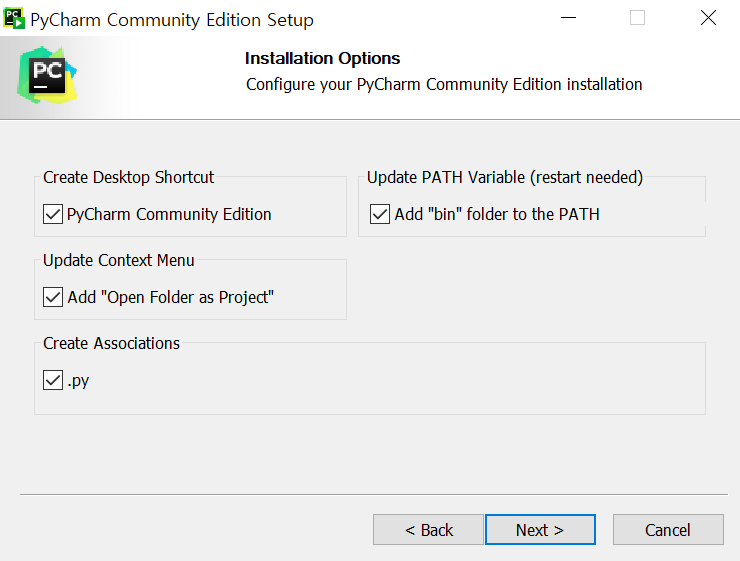 PC
PyCharm Community Edition Setup
PC
Installation Options
Configure your PyCharm Community Edition installation
Create Desktop Shortcut
PyCharm Community Edition
Update PATH Variable (restart needed)
Add "bin" folder to the PATH
Update Context Menu
Add "Open Folder as Project"
Create Associations
.py
< Back
Next >
Cancel